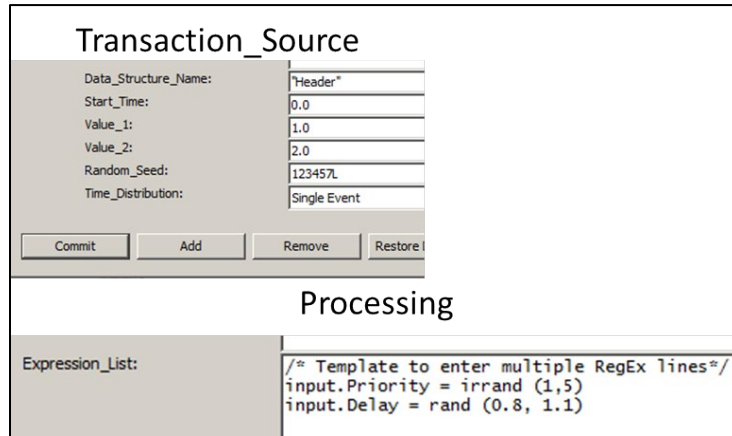 Transaction_Source
Data_Structure_Name: "Header"
Start_Time: 0.0
Value_1: 1.0
Value_2: 2.0
Random_Seed: 123457L
Time_Distribution: Single Event
Commit Add Remove Restore
Processing
Expression_List: /* Template to enter multiple RegEx lines*/
input.Priority = irrand (1,5)
input.Delay = rand (0.8, 1.1)